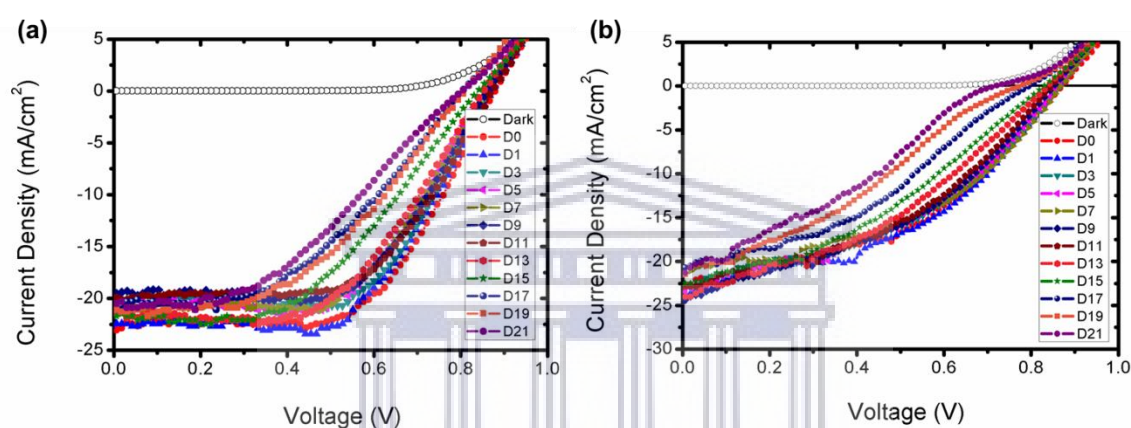 (a)
5
0
-5
-10
-15
-20
-25
Current Density (mA/cm²)
0.0 0.2 0.4 0.6 0.8 1.0
Voltage (V)
Dark
D0
D1
D3
D5
D7
D9
D11
D13
D15
D17
D19
D21
(b)
5
0
-5
-10
-15
-20
-25
-30
Current Density (mA/cm²)
0.0 0.2 0.4 0.6 0.8 1.0
Voltage (V)
Dark
D0
D1
D3
D5
D7
D9
D11
D13
D15
D17
D19
D21